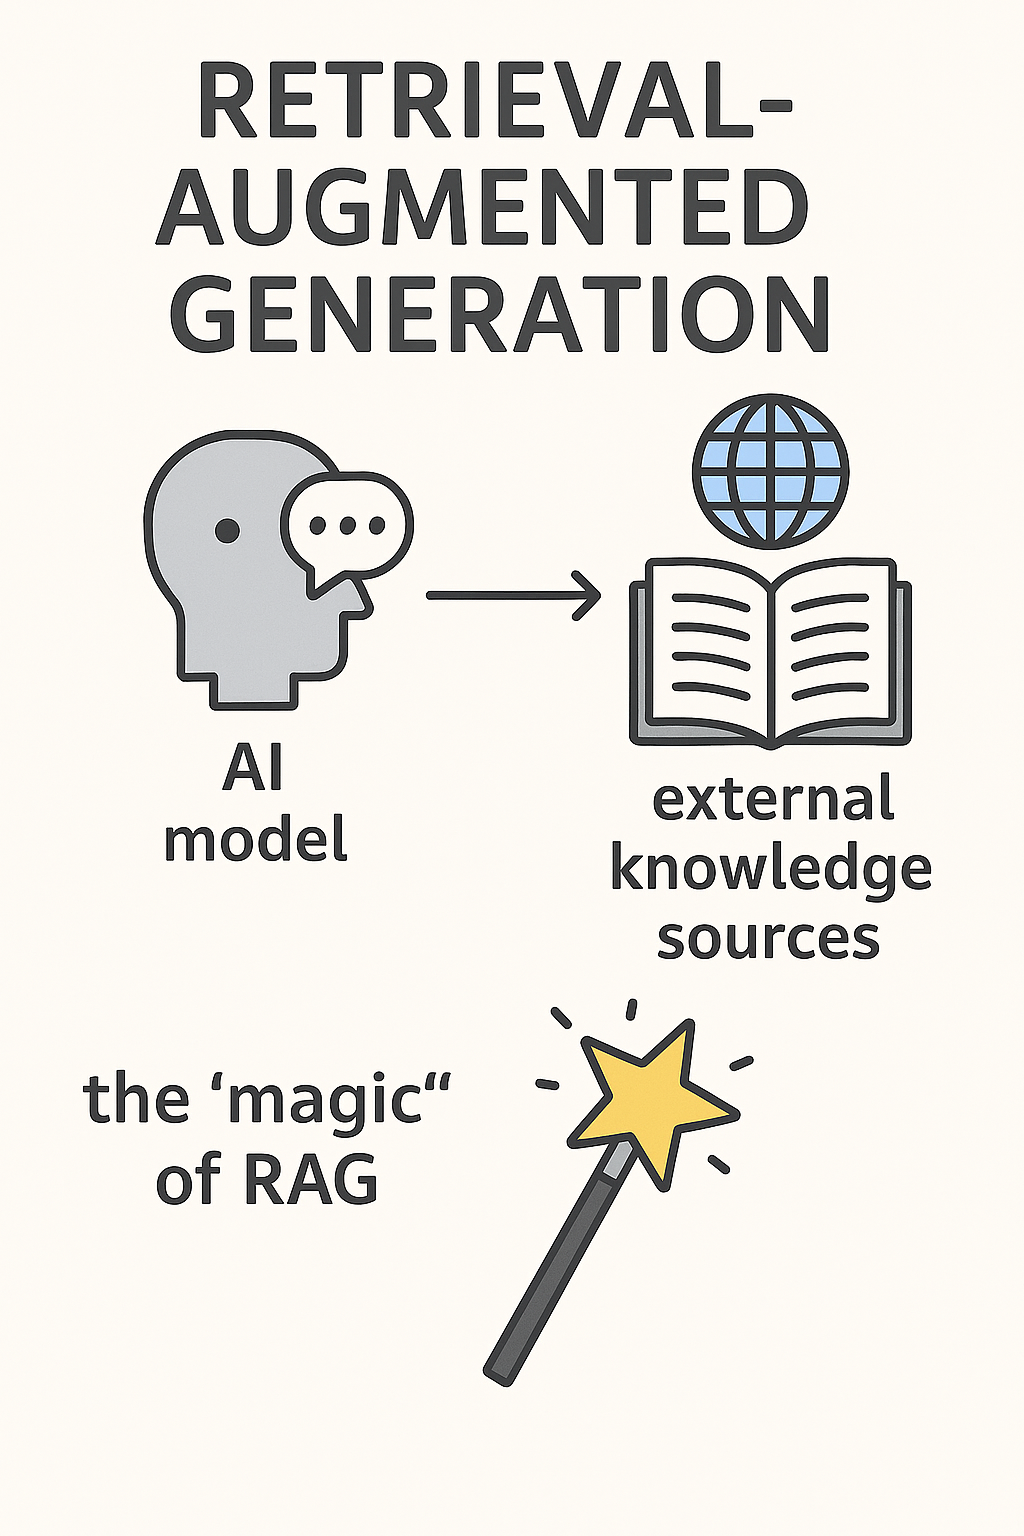 RETRIEVAL-
AUGMENTED
GENERATION
AI
model
external
knowledge
sources
the ‘magic“
of RAG